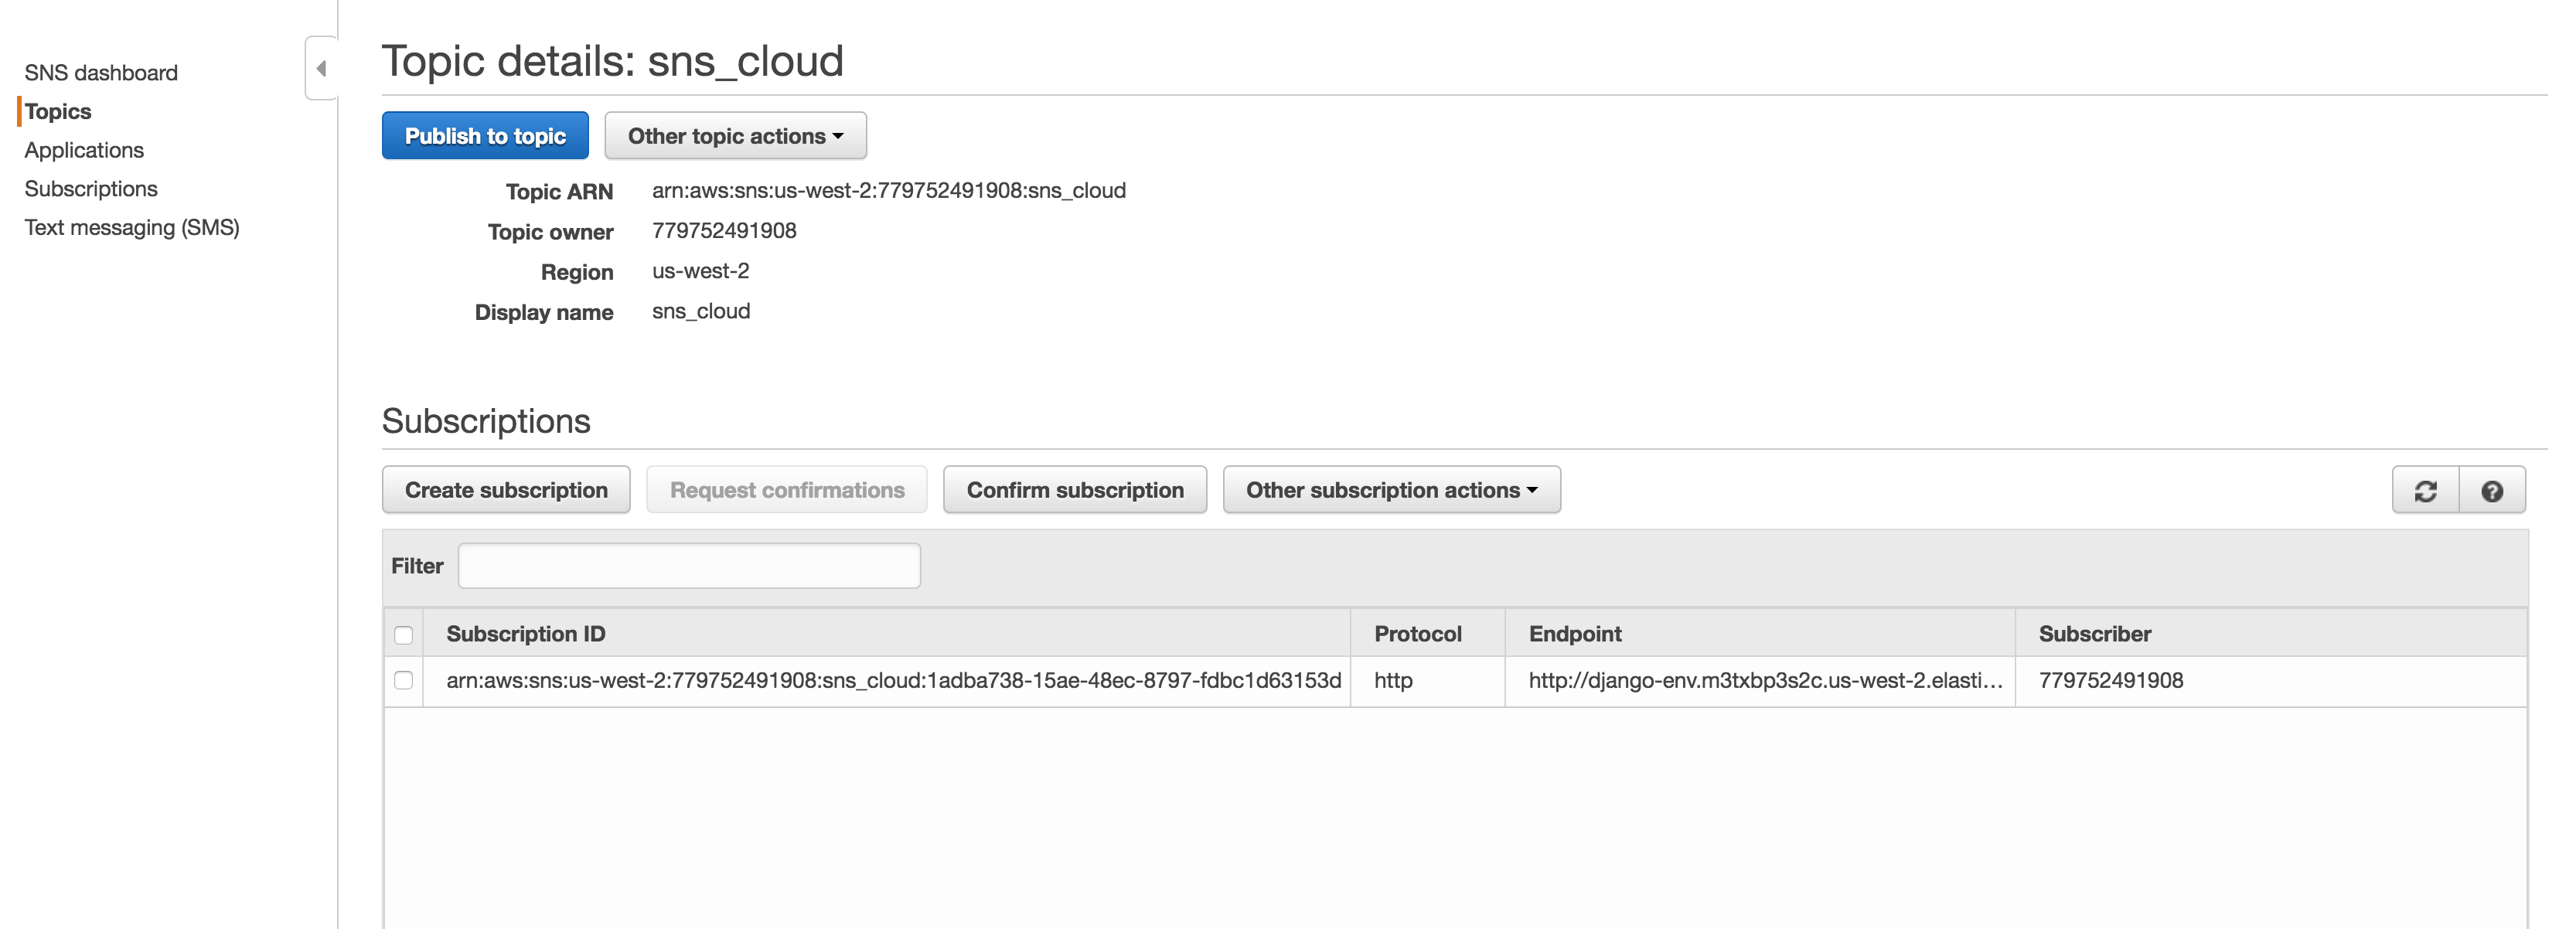 SNS dashboard
Topics
Applications
Subscriptions
Text messaging (SMS)
Topic details: sns_cloud
Publish to topic
Other topic actions
Topic ARN arn:aws:sns:us-west-2:779752491908:sns_cloud
Topic owner 779752491908
Region us-west-2
Display name sns_cloud
Subscriptions
Create subscription Request confirmations Confirm subscription Other subscription actions
Filter
Subscription ID Protocol Endpoint Subscriber
arn:aws:sns:us-west-2:779752491908:sns_cloud:1adba738-15ae-48ec-8797-fdbc1d63153d http http://django-env.m3txbp3s2c.us-west-2.elasti... 779752491908